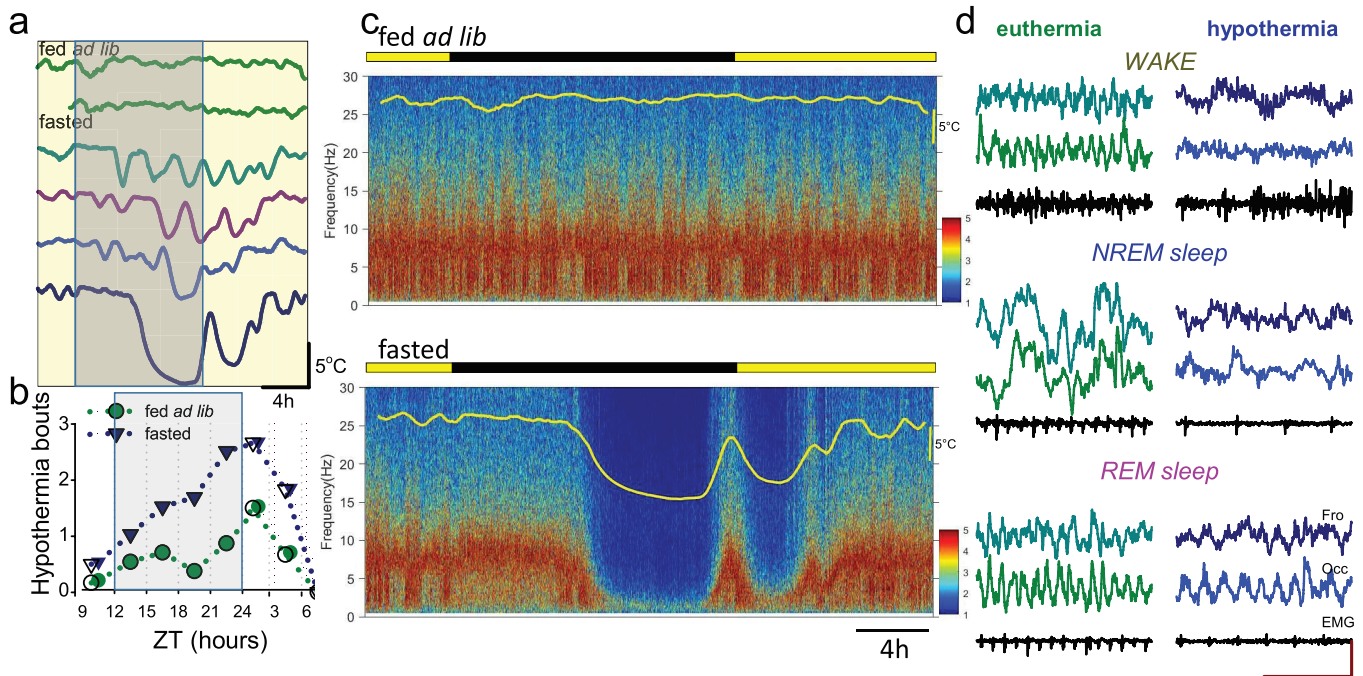 a
fed ad lib
fasted
5°C
4h
b
Hypothermia bouts
3
2
1
0
fed ad lib
fasted
9 12 15 18 21 24 3 6
ZT (hours)
c
fed ad lib
Frequency(Hz)
30
25
20
15
10
5
0
5°C
5
4
3
2
1
fasted
Frequency(Hz)
30
25
20
15
10
5
0
5°C
5
4
3
2
1
4h
d
euthermia hypothermia
WAKE
NREM sleep
REM sleep
Fro
Occ
EMG